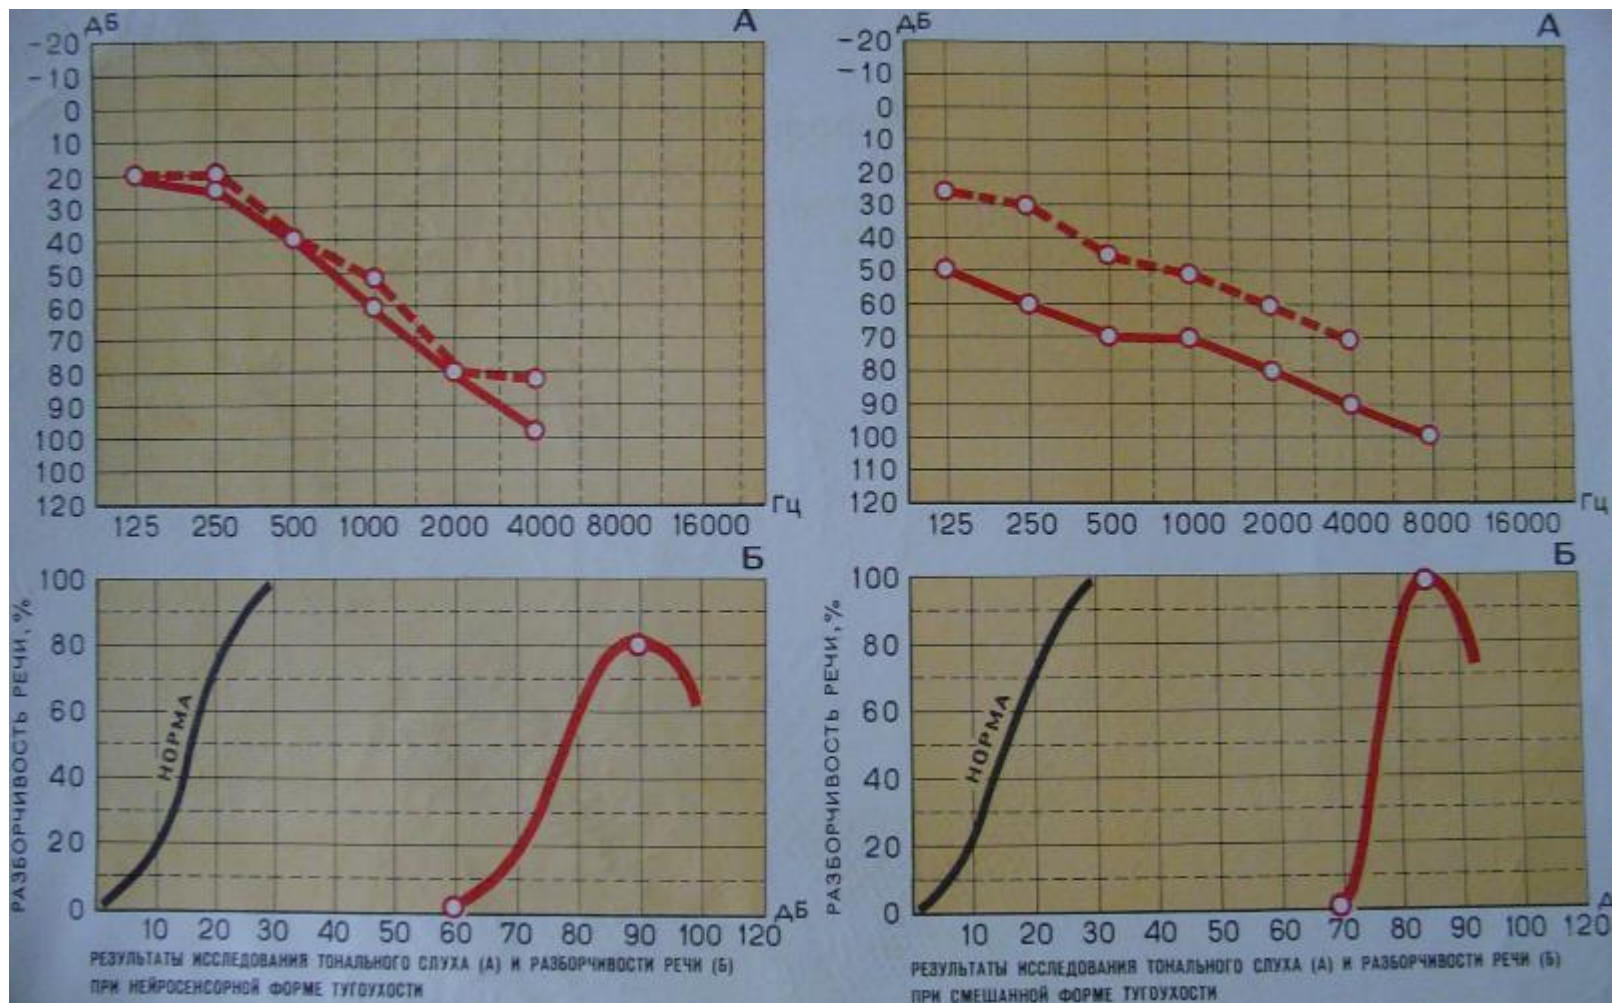 ДБ
А
-20
-10
0
10
20
30
40
50
60
70
80
90
100
100
120
Гц
125 250 500 1000 2000 4000 8000 16000
Б
РАЗБОРЧИВОСТЬ РЕЧИ, %
100
80
60
40
20
0
НОРМА
ДБ
10 20 30 40 50 60 70 80 90 100 120
РЕЗУЛЬТАТЫ ИССЛЕДОВАНИЯ ТОНАЛЬНОГО СЛУХА (А) И РАЗБОРЧИВОСТИ РЕЧИ (Б)
ПРИ НЕЙРОСЕНСОРНОЙ ФОРМЕ ТУГОУХОСТИ
ДБ
А
-20
-10
0
10
20
30
40
50
60
70
80
90
100
110
120
Гц
125 250 500 1000 2000 4000 8000 16000
Б
РАЗБОРЧИВОСТЬ РЕЧИ, %
100
80
60
40
20
0
НОРМА
Д
10 20 30 40 50 60 70 80 90 100 120
РЕЗУЛЬТАТЫ ИССЛЕДОВАНИЯ ТОНАЛЬНОГО СЛУХА (А) И РАЗБОРЧИВОСТИ РЕЧИ (Б)
ПРИ СМЕШАННОЙ ФОРМЕ ТУГОУХОСТИ